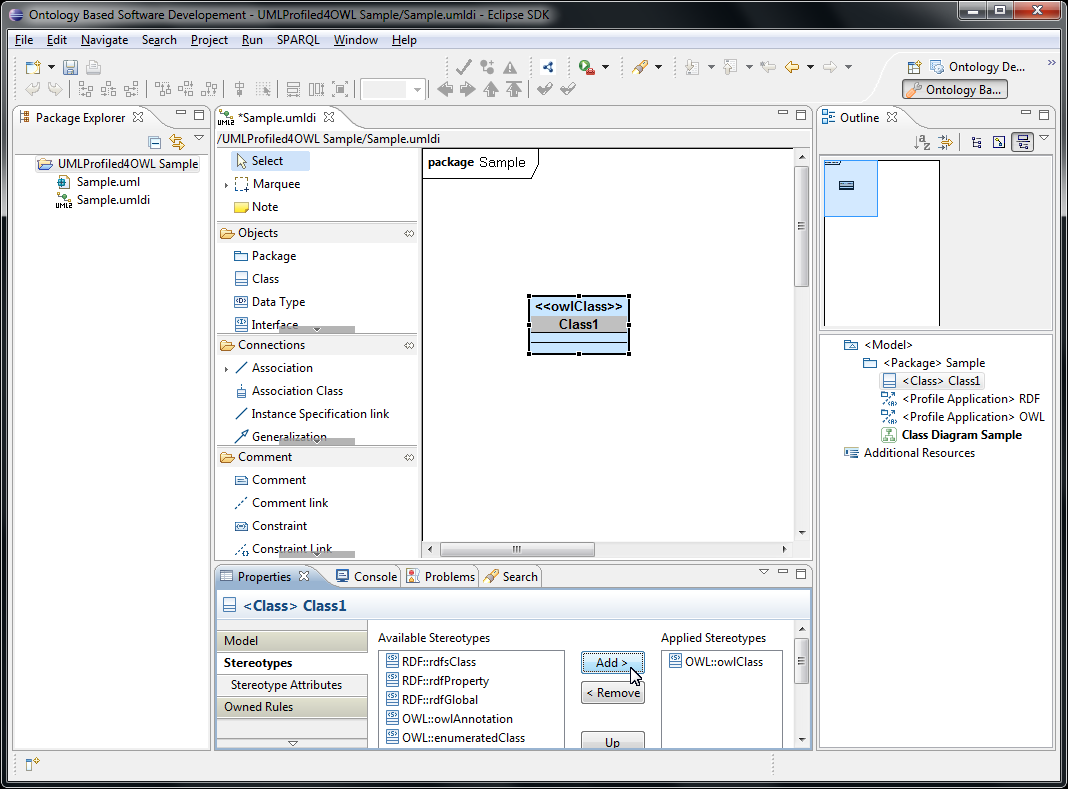 Ontology Based Software Developement - UMLProfiled4OWL Sample/Sample.umldi - Eclipse SDK
File Edit Navigate Search Project Run SPARQL Window Help
Ontology De...
Ontology Ba...
Package Explorer
UMLProfiled4OWL Sample
Sample.uml
Sample.umldi
*Sample.umldi
/UMLProfiled4OWL Sample/Sample.umldi
Select
Marquee
Note
Objects
Package
Class
Data Type
Interface
Connections
Association
Association Class
Instance Specification link
Generalization
Comment
Comment
Comment link
Constraint
Constraint Link
package Sample
<<owlClass>>
Class1
Outline
<Model>
<Package> Sample
<Class> Class1
<Profile Application> RDF
<Profile Application> OWL
Class Diagram Sample
Additional Resources
Properties Console Problems Search
<Class> Class1
Model
Stereotypes
Stereotype Attributes
Owned Rules
Available Stereotypes
RDF::rdfsClass
RDF::rdfProperty
RDF::rdfGlobal
OWL::owlAnnotation
OWL::enumeratedClass
Add >
< Remove
Up
Applied Stereotypes
OWL::owlClass